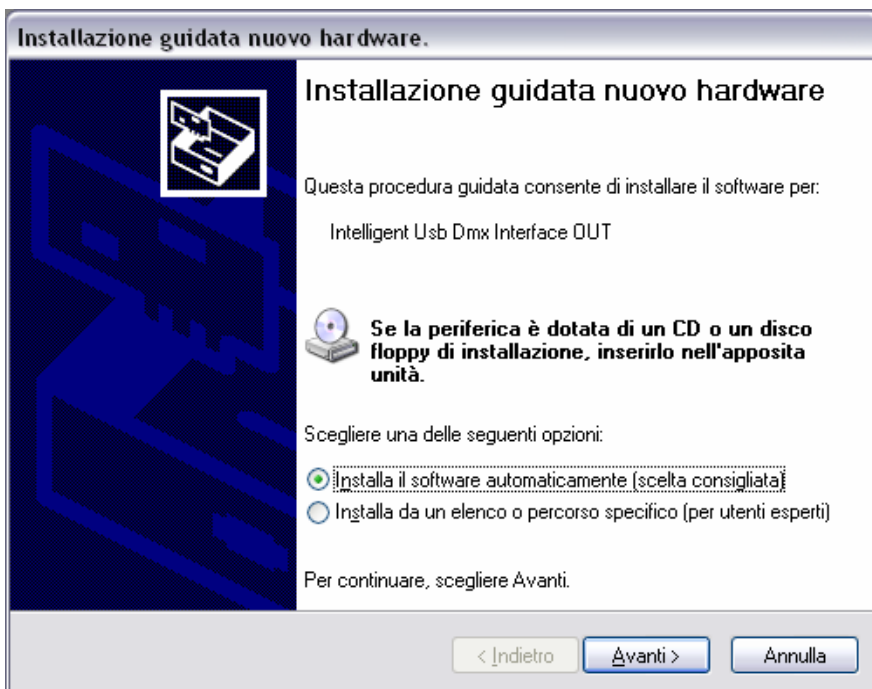 Installazione guidata nuovo hardware.
Installazione guidata nuovo hardware
Questa procedura guidata consente di installare il software per:
Intelligent Usb Dmx Interface OUT
Se la periferica è dotata di un CD o un disco
floppy di installazione, inserirlo nell'apposita
unità.
Scegliere una delle seguenti opzioni:
Installa il software automaticamente (scelta consigliata)
Installa da un elenco o percorso specifico (per utenti esperti)
Per continuare, scegliere Avanti.
< Indietro
Avanti >
Annulla